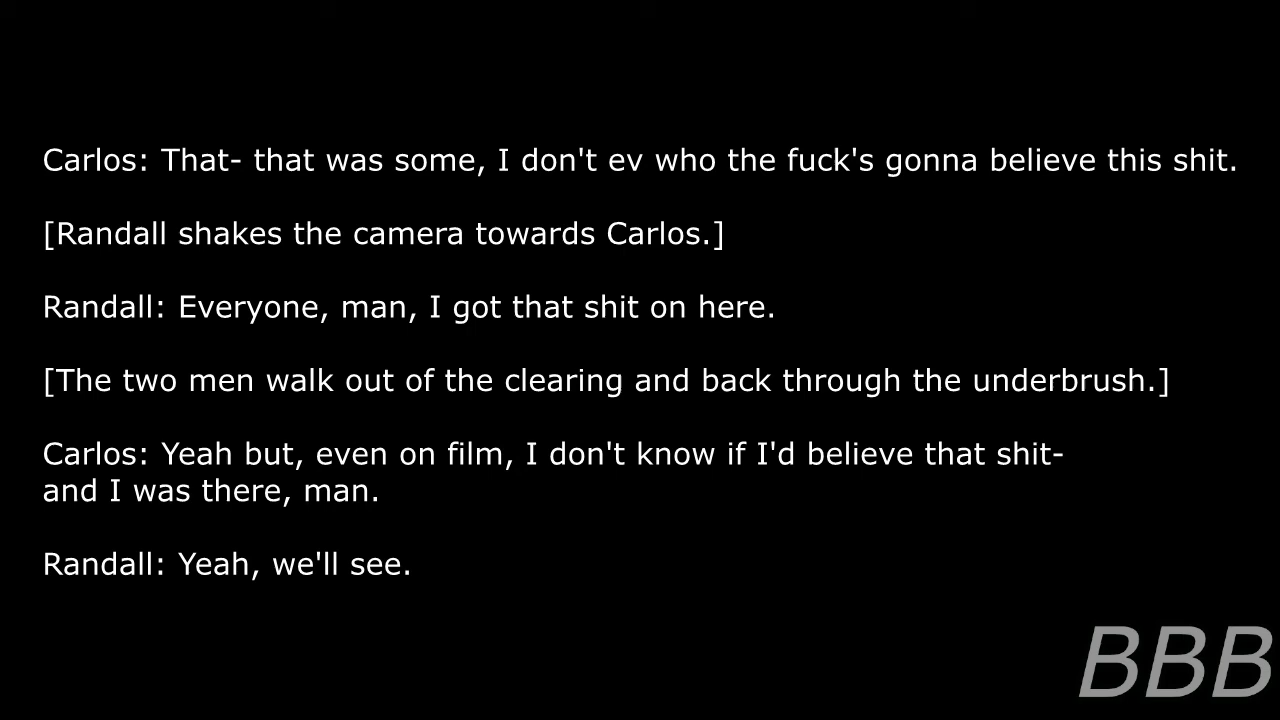 Carlos: That- that was some, I don't ev who the fuck's gonna believe this shit.
[Randall shakes the camera towards Carlos.]
Randall: Everyone, man, I got that shit on here.
[The two men walk out of the clearing and back through the underbrush.]
Carlos: Yeah but, even on film, I don't know if I'd believe that shit-
and I was there, man.
Randall: Yeah, we'll see.
BBB